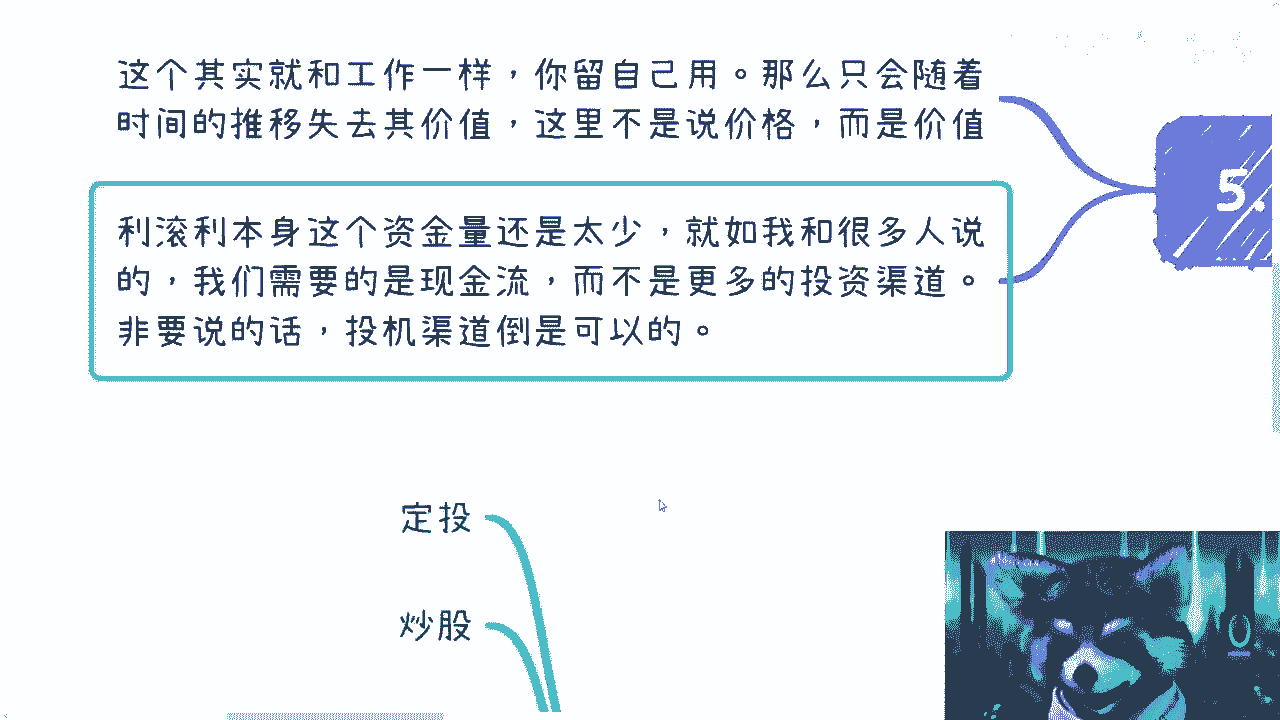 这个其实就和工作一样，你留自己用。那么只会随着
时间的推移失去其价值，这里不是说价格，而是价值
5.
利滚利本身这个资金量还是太少，就如我和很多人说
的，我们需要的是现金流，而不是更多的投资渠道。
非要说的话，投机渠道倒是可以的。
定投
炒股